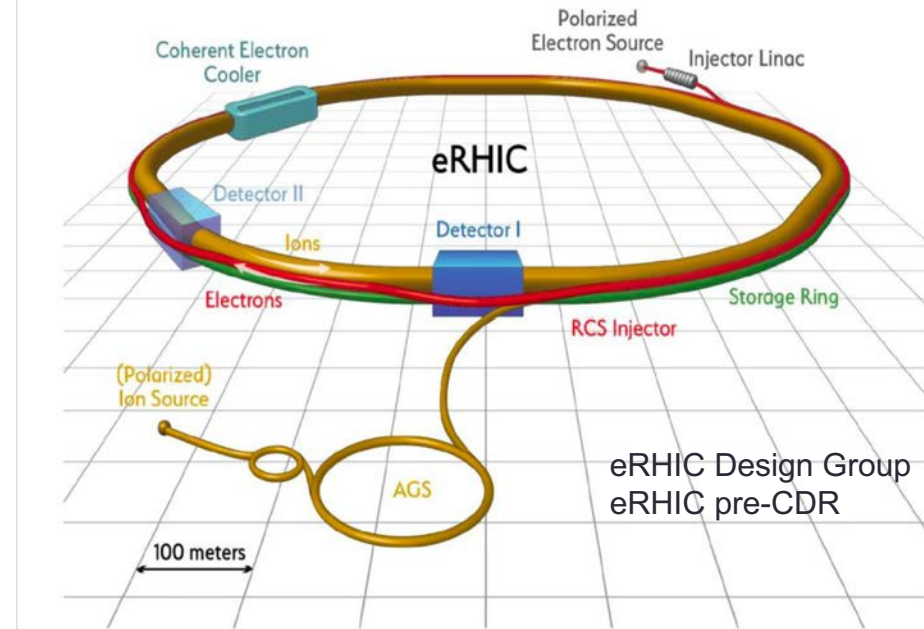 Polarized
Electron Source
Injector Linac
Coherent Electron
Cooler
eRHIC
Detector II
Detector I
Ions
Electrons
Storage Ring
RCS Injector
(Polarized)
Ion Source
AGS
eRHIC Design Group
eRHIC pre-CDR
100 meters